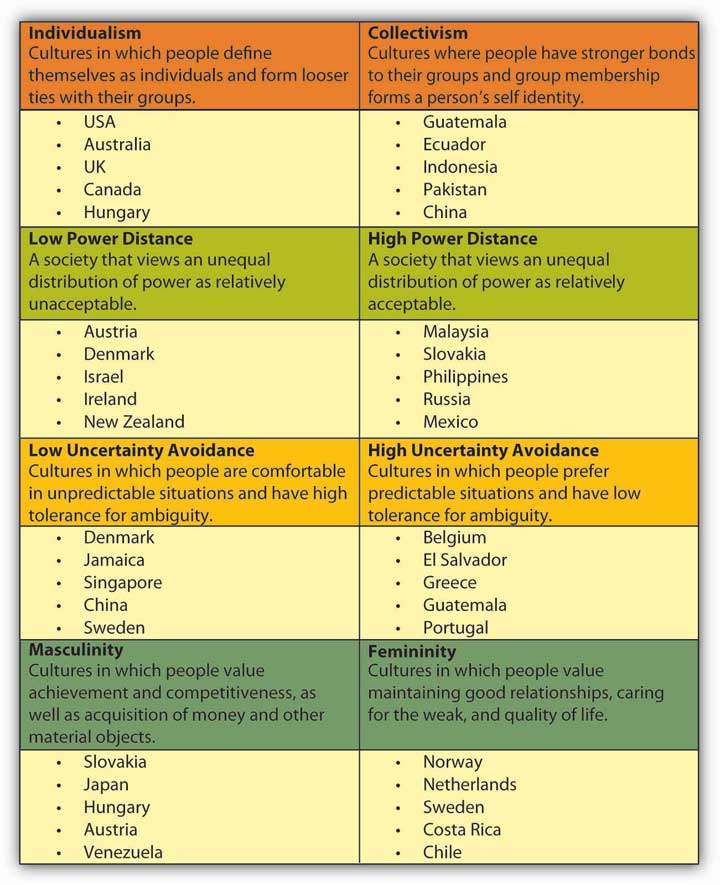 Individualism
Cultures in which people define
themselves as individuals and form looser
ties with their groups.
Collectivism
Cultures where people have stronger bonds
to their groups and group membership
forms a person's self identity.
• USA
• Australia
• UK
• Canada
• Hungary
• Guatemala
• Ecuador
• Indonesia
• Pakistan
• China
Low Power Distance
A society that views an unequal
distribution of power as relatively
unacceptable.
High Power Distance
A society that views an unequal
distribution of power as relatively
acceptable.
• Austria
• Denmark
• Israel
• Ireland
• New Zealand
• Malaysia
• Slovakia
• Philippines
• Russia
• Mexico
Low Uncertainty Avoidance
Cultures in which people are comfortable
in unpredictable situations and have high
tolerance for ambiguity.
High Uncertainty Avoidance
Cultures in which people prefer
predictable situations and have low
tolerance for ambiguity.
• Denmark
• Jamaica
• Singapore
• China
• Sweden
• Belgium
• El Salvador
• Greece
• Guatemala
• Portugal
Masculinity
Cultures in which people value
achievement and competitiveness, as
well as acquisition of money and other
material objects.
Femininity
Cultures in which people value
maintaining good relationships, caring
for the weak, and quality of life.
• Slovakia
• Japan
• Hungary
• Austria
• Venezuela
• Norway
• Netherlands
• Sweden
• Costa Rica
• Chile